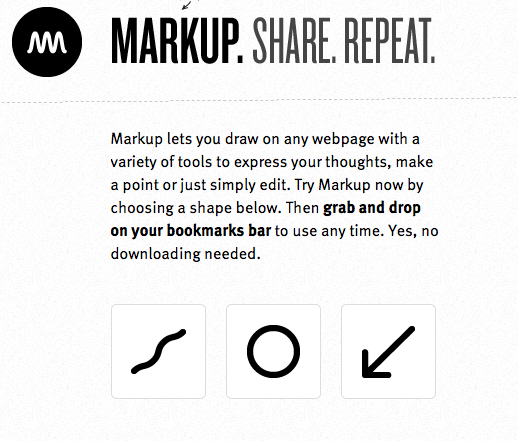 MARKUP. SHARE. REPEAT.
Markup lets you draw on any webpage with a
variety of tools to express your thoughts, make
a point or just simply edit. Try Markup now by
choosing a shape below. Then grab and drop
on your bookmarks bar to use any time. Yes, no
downloading needed.